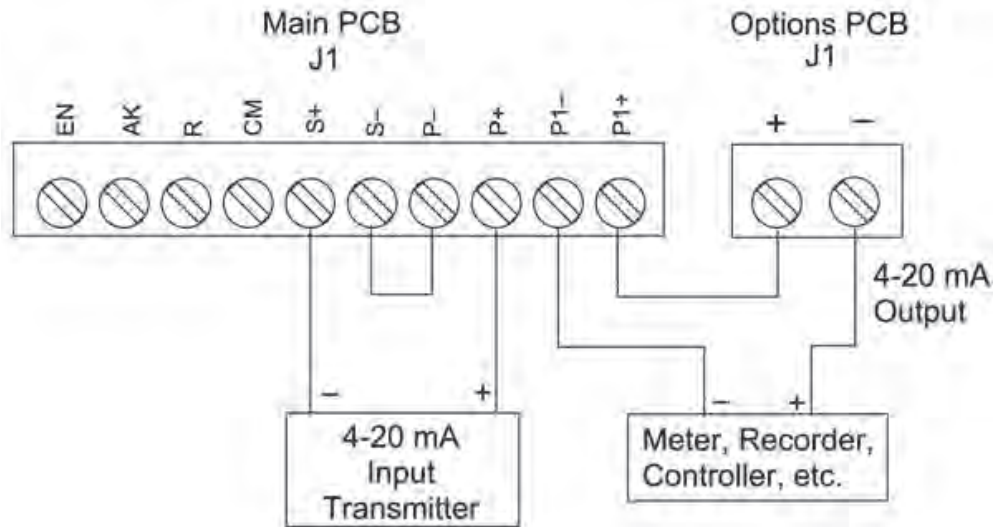 Main PCB
J1
Options PCB
J1
EN
AK
R
CM
S+
S–
P–
P+
P1–
P1+
+
–
4-20 mA
Output
–
+
4-20 mA
Input
Transmitter
–
+
Meter, Recorder,
Controller, etc.